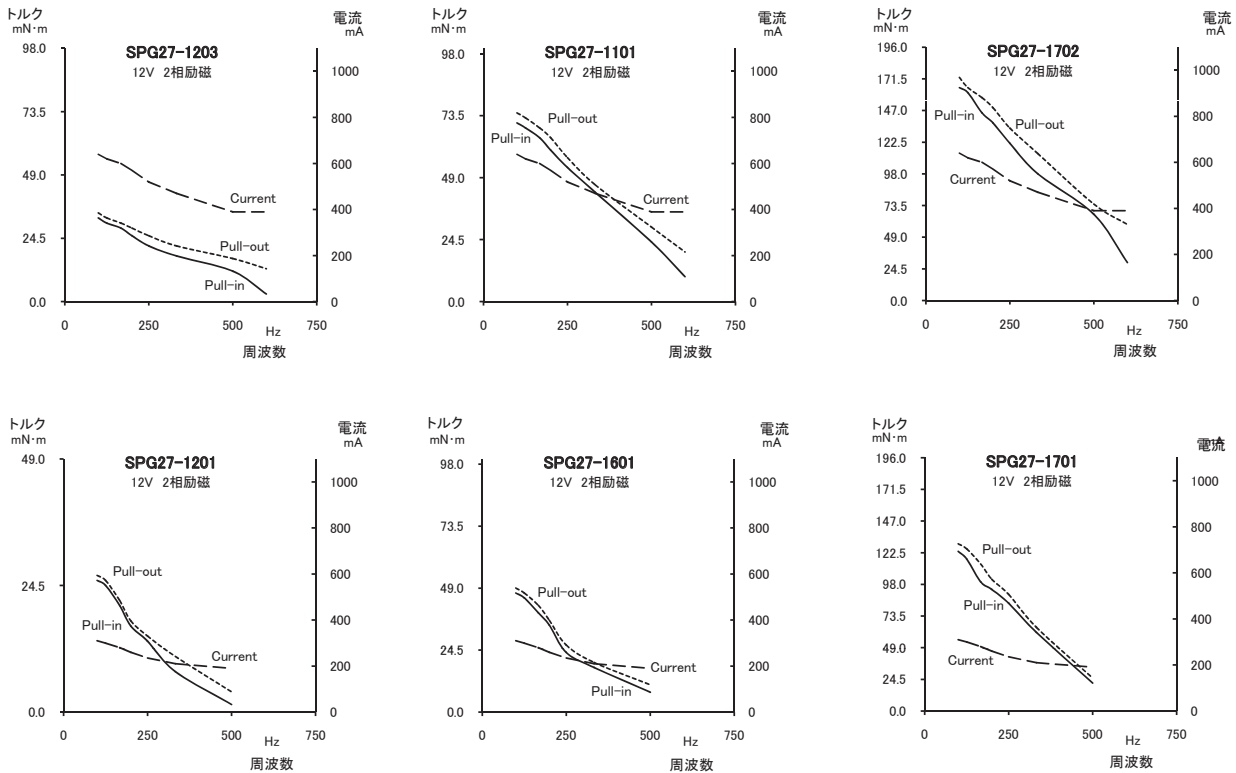 トルク
mN･m
電流
mA
SPG27-1203
12V 2相励磁
98.0
73.5
49.0
24.5
0.0
1000
800
600
400
200
0
Current
Pull-out
Pull-in
0
250
500
750
Hz
周波数
トルク
mN･m
電流
mA
SPG27-1101
12V 2相励磁
98.0
73.5
49.0
24.5
0.0
1000
800
600
400
200
0
Pull-out
Pull-in
Current
0
250
500
750
Hz
周波数
トルク
mN･m
電流
mA
SPG27-1702
12V 2相励磁
196.0
171.5
147.0
122.5
98.0
73.5
49.0
24.5
0.0
1000
800
600
400
200
0
Pull-in
Pull-out
Current
0
250
500
750
Hz
周波数
トルク
mN･m
電流
mA
SPG27-1201
12V 2相励磁
49.0
24.5
0.0
1000
800
600
400
200
0
Pull-out
Pull-in
Current
0
250
500
750
Hz
周波数
トルク
mN･m
電流
mA
SPG27-1601
12V 2相励磁
98.0
73.5
49.0
24.5
0.0
1000
800
600
400
200
0
Pull-out
Current
Pull-in
0
250
500
750
Hz
周波数
トルク
mN･m
電流
mA
SPG27-1701
12V 2相励磁
196.0
171.5
147.0
122.5
98.0
73.5
49.0
24.5
0.0
1000
800
600
400
200
0
Pull-out
Pull-in
Current
0
250
500
750
Hz
周波数